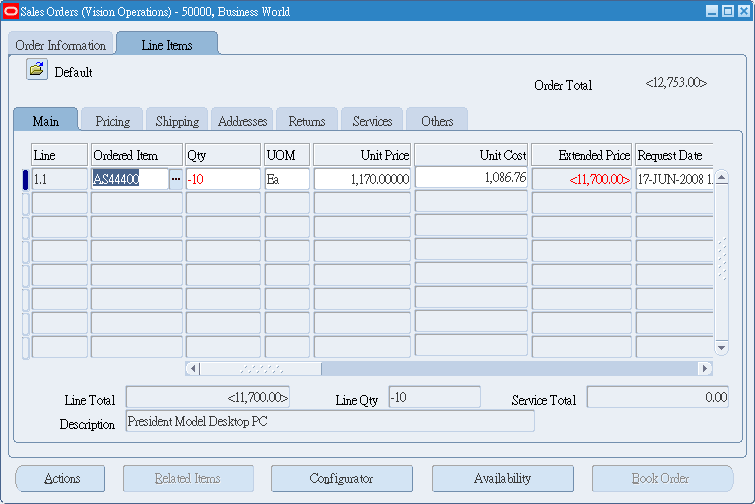 Sales Orders (Vision Operations) - 50000, Business World
Order Information Line Items
Default
Order Total <12,753.00>
Main Pricing Shipping Addresses Returns Services Others
Line Ordered Item Qty UOM Unit Price Unit Cost Extended Price Request Date
1.1 AS44400 ... -10 Ea 1,170.00000 1,086.76 <11,700.00> 17-JUN-2008 1
Line Total <11,700.00> Line Qty -10 Service Total 0.00
Description President Model Desktop PC
Actions Related Items Configurator Availability Book Order